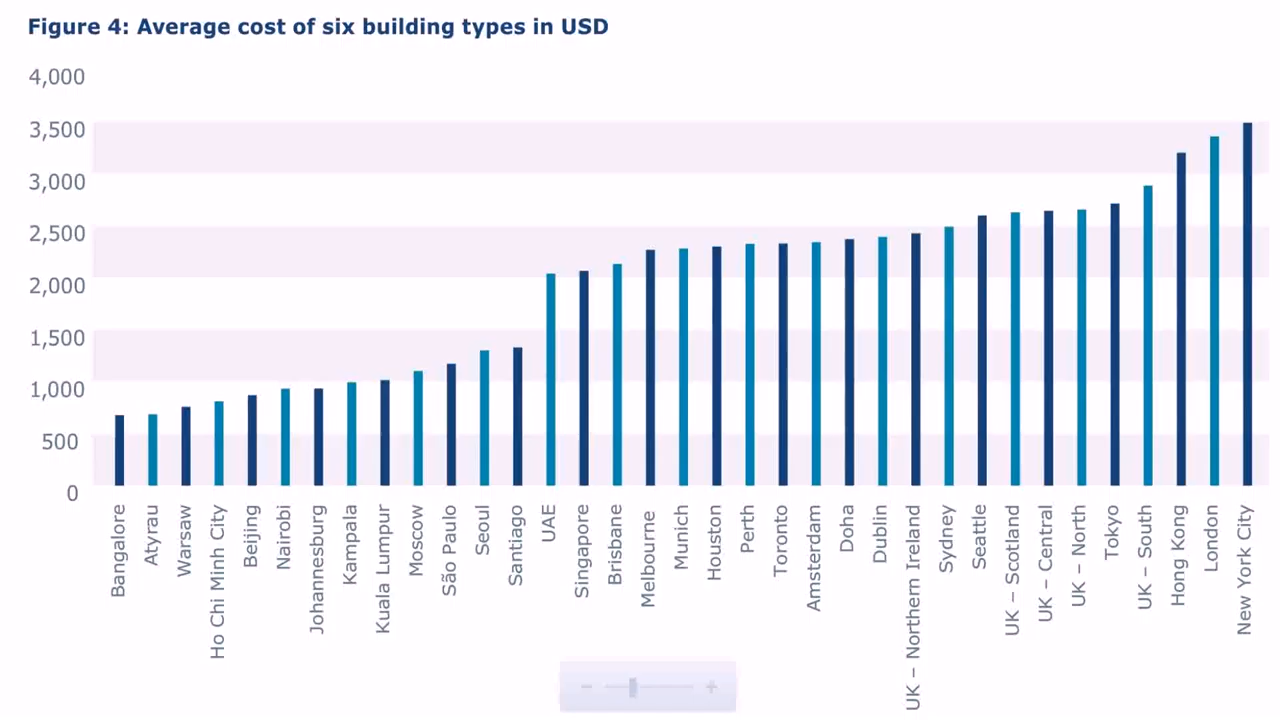 Figure 4: Average cost of six building types in USD
4,000
3,500
3,000
2,500
2,000
1,500
1,000
500
0
Bangalore
Atyrau
Warsaw
Ho Chi Minh City
Beijing
Nairobi
Johannesburg
Kampala
Kuala Lumpur
Moscow
São Paulo
Seoul
Santiago
UAE
Singapore
Brisbane
Melbourne
Munich
Houston
Perth
Toronto
Amsterdam
Doha
Dublin
UK – Northern Ireland
Sydney
Seattle
UK – Scotland
UK – Central
UK – North
Tokyo
UK – South
Hong Kong
London
New York City